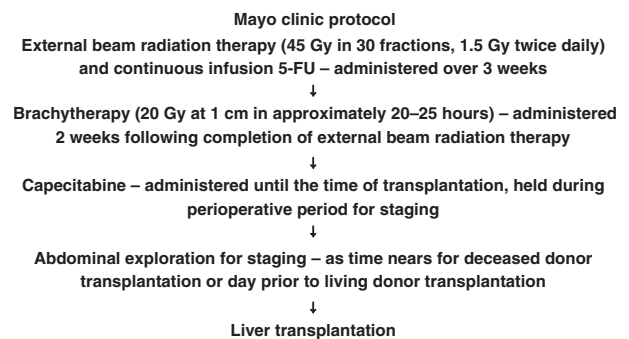 Mayo clinic protocol
External beam radiation therapy (45 Gy in 30 fractions, 1.5 Gy twice daily)
and continuous infusion 5-FU – administered over 3 weeks
↓
Brachytherapy (20 Gy at 1 cm in approximately 20–25 hours) – administered
2 weeks following completion of external beam radiation therapy
↓
Capecitabine – administered until the time of transplantation, held during
perioperative period for staging
↓
Abdominal exploration for staging – as time nears for deceased donor
transplantation or day prior to living donor transplantation
↓
Liver transplantation